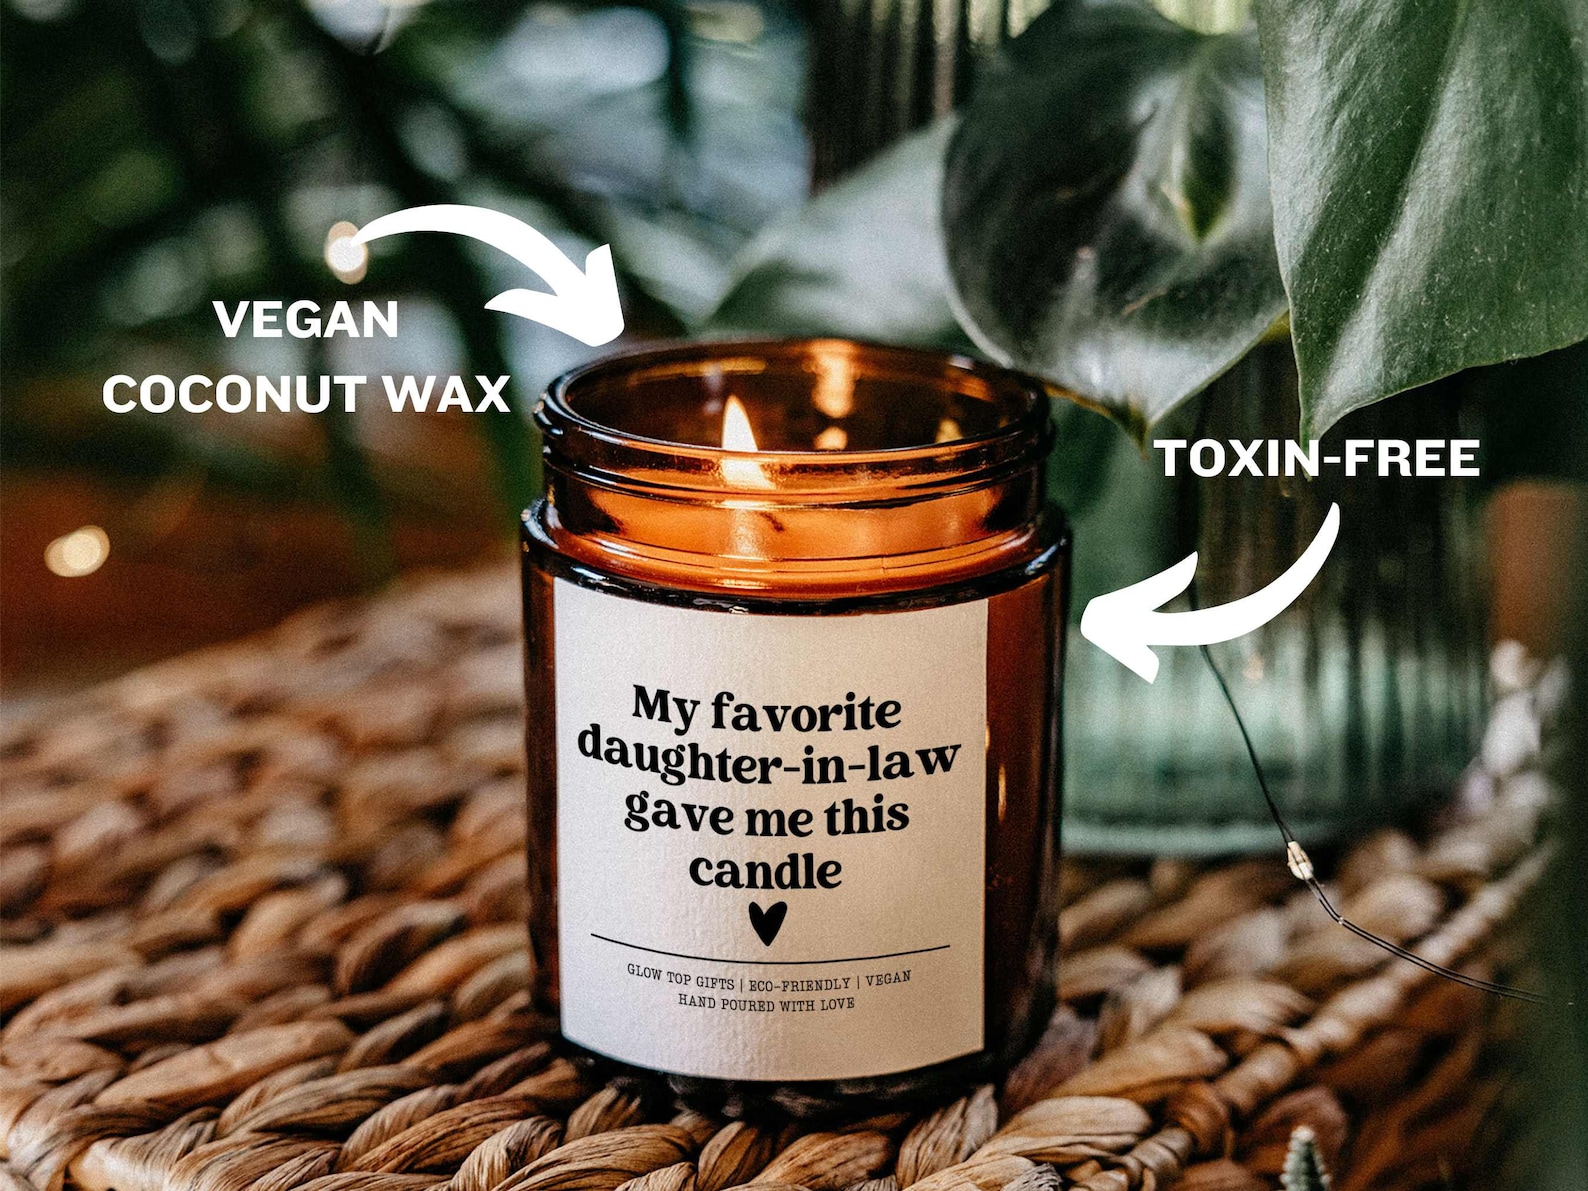 VEGAN
COCONUT WAX
TOXIN-FREE
My favorite
daughter-in-law
gave me this
candle
GLOW TOP GIFTS | ECO-FRIENDLY | VEGAN
HAND POURED WITH LOVE